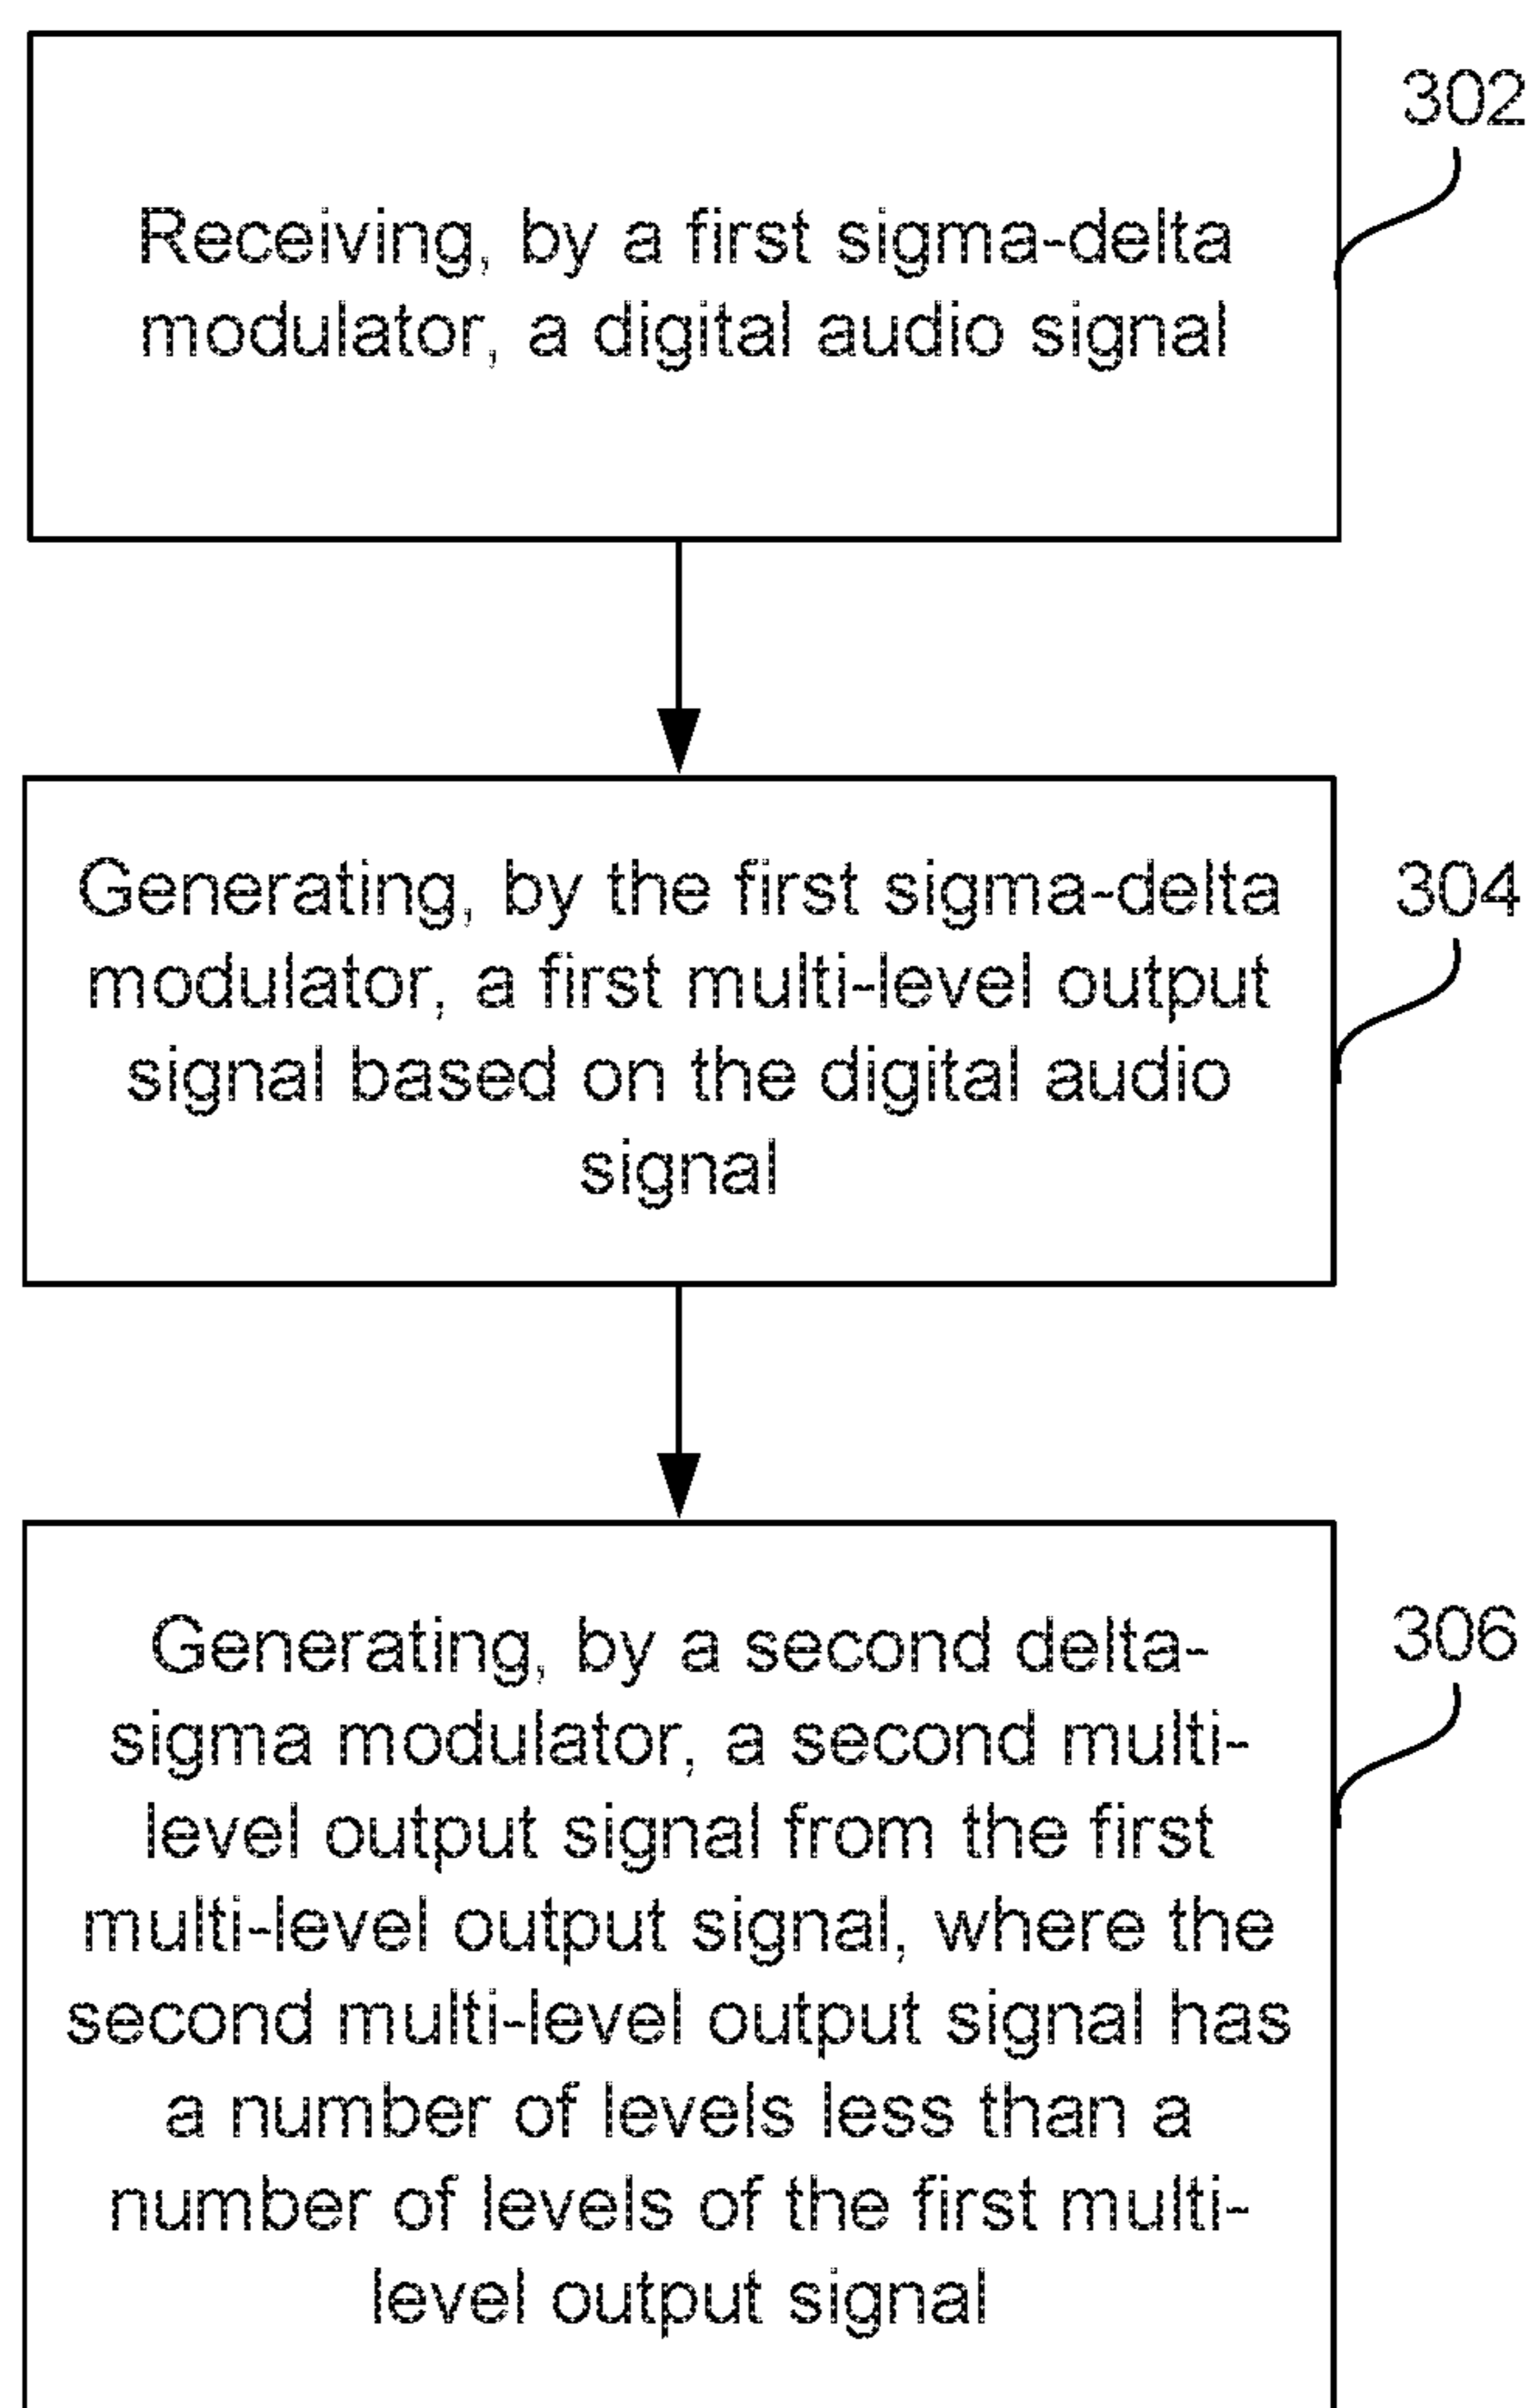 302
Receiving, by a first sigma-delta
modulator, a digital audio signal
304
Generating, by the first sigma-delta
modulator, a first multi-level output
signal based on the digital audio
signal
306
Generating, by a second delta-
sigma modulator, a second multi-
level output signal from the first
multi-level output signal, where the
second multi-level output signal has
a number of levels less than a
number of levels of the first multi-
level output signal